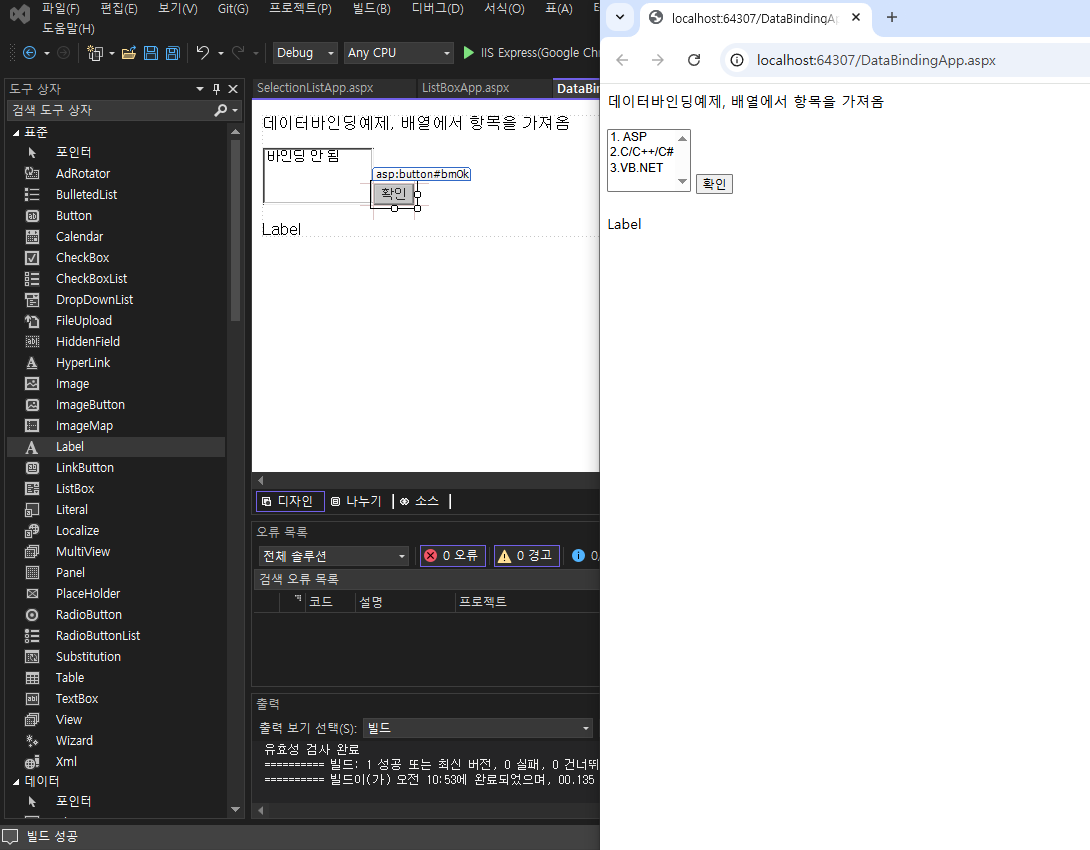 파일(F) 편집(E) 보기(V) Git(G) 프로젝트(P) 빌드(B) 디버그(D) 서식(O) 표(A)
도움말(H)
Debug Any CPU IIS Express(Google Chr
도구 상자
검색 도구 상자
표준
포인터
AdRotator
BulletedList
Button
Calendar
CheckBox
CheckBoxList
DropDownList
FileUpload
HiddenField
HyperLink
Image
ImageButton
ImageMap
Label
LinkButton
ListBox
Literal
Localize
MultiView
Panel
PlaceHolder
RadioButton
RadioButtonList
Substitution
Table
TextBox
View
Wizard
Xml
데이터
포인터
빌드 성공
SelectionListApp.aspx ListBoxApp.aspx DataBin
데이터바인딩예제, 배열에서 항목을 가져옴
바인딩 안 됨
asp:button#bm0k
확인
Label
디자인 나누기 소스
오류 목록
전체 솔루션 0 오류 0 경고 0
검색 오류 목록
코드 설명 프로젝트
출력
출력 보기 선택(S): 빌드
유효성 검사 완료
========== 빌드: 1 성공 또는 최신 버전, 0 실패, 0 건너뛰
========== 빌드이(가) 오전 10:53에 완료되었으며, 00.135
localhost:64307/DataBindingA
localhost:64307/DataBindingApp.aspx
데이터바인딩예제, 배열에서 항목을 가져옴
1. ASP
2.C/C++/C#
3.VB.NET
확인
Label